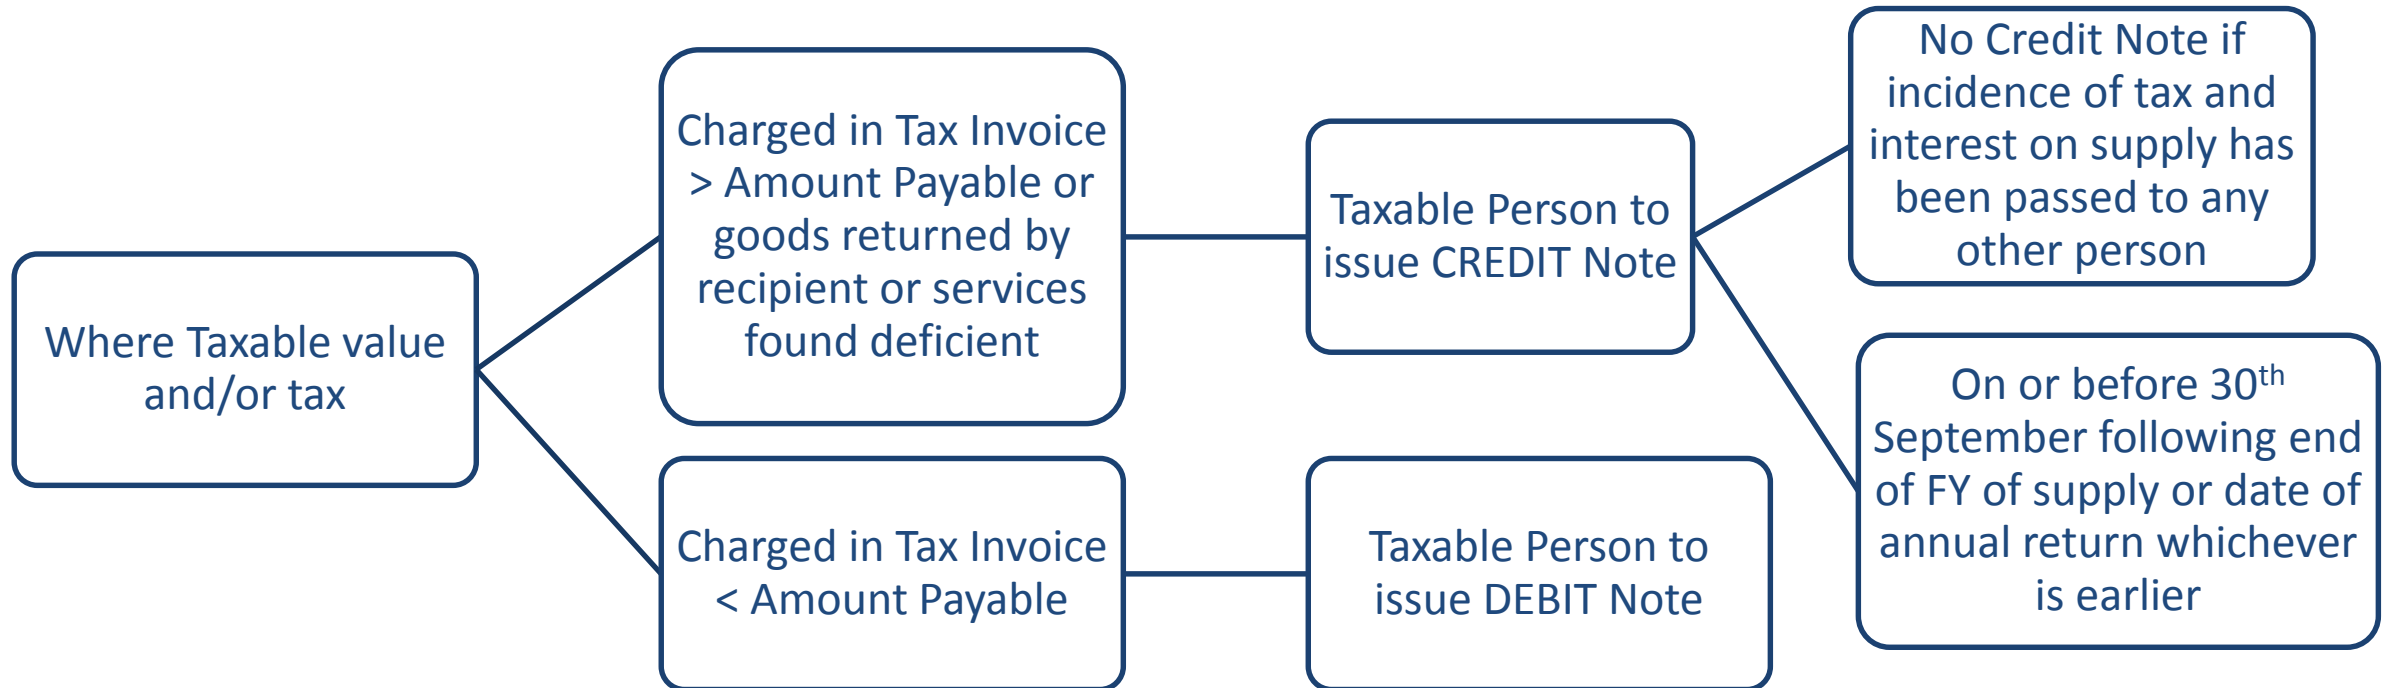 Where Taxable value
and/or tax
Charged in Tax Invoice
> Amount Payable or
goods returned by
recipient or services
found deficient
Taxable Person to
issue CREDIT Note
No Credit Note if
incidence of tax and
interest on supply has
been passed to any
other person
On or before 30th
September following end
of FY of supply or date of
annual return whichever
is earlier
Charged in Tax Invoice
< Amount Payable
Taxable Person to
issue DEBIT Note